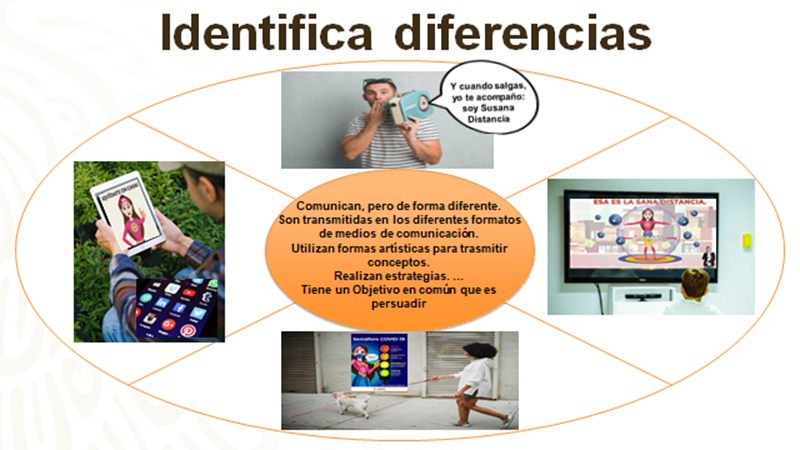 Identifica diferencias
Y cuando salgas,
yo te acompaño:
soy Susana
Distancia
QUÉDATE EN CASA
ESA ES LA SANA DISTANCIA.
Comunican, pero de forma diferente.
Son transmitidas en los diferentes formatos
de medios de comunicación.
Utilizan formas artísticas para trasmitir
conceptos.
Realizan estrategias. ...
Tiene un Objetivo en común que es
persuadir
Semáforo COVID-19